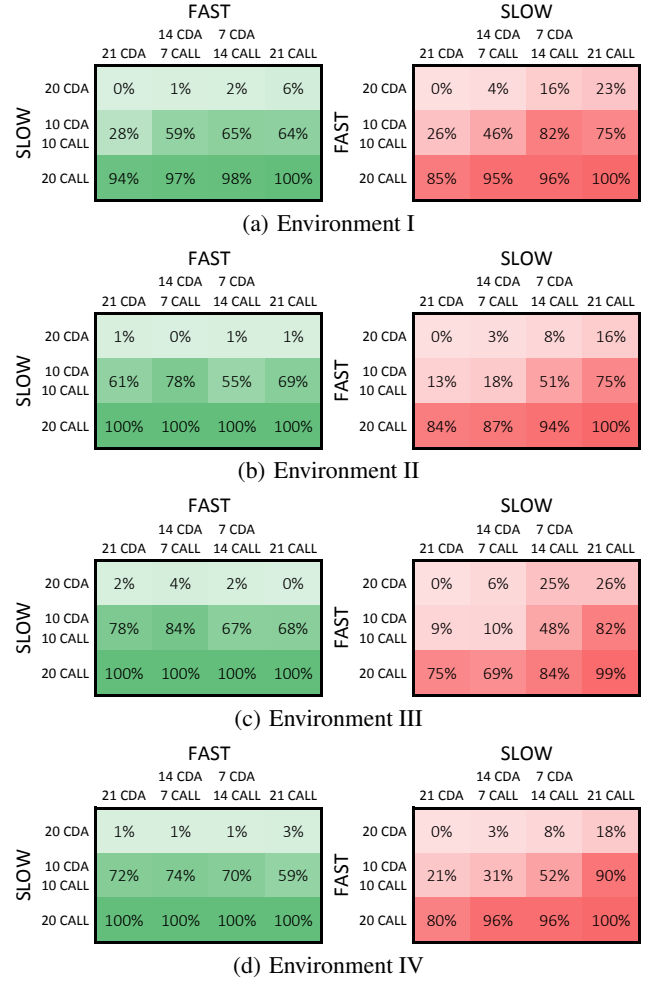 FAST SLOW
14 CDA 7 CDA 14 CDA 7 CDA
21 CDA 7 CALL 14 CALL 21 CALL 21 CDA 7 CALL 14 CALL 21 CALL
20 CDA 0% 1% 2% 6% 20 CDA 0% 4% 16% 23%
SLOW 10 CDA 10 CALL 28% 59% 65% 64% FAST 10 CDA 10 CALL 26% 46% 82% 75%
20 CALL 94% 97% 98% 100% 20 CALL 85% 95% 96% 100%
(a) Environment I
FAST SLOW
14 CDA 7 CDA 14 CDA 7 CDA
21 CDA 7 CALL 14 CALL 21 CALL 21 CDA 7 CALL 14 CALL 21 CALL
20 CDA 1% 0% 1% 1% 20 CDA 0% 3% 8% 16%
SLOW 10 CDA 10 CALL 61% 78% 55% 69% FAST 10 CDA 10 CALL 13% 18% 51% 75%
20 CALL 100% 100% 100% 100% 20 CALL 84% 87% 94% 100%
(b) Environment II
FAST SLOW
14 CDA 7 CDA 14 CDA 7 CDA
21 CDA 7 CALL 14 CALL 21 CALL 21 CDA 7 CALL 14 CALL 21 CALL
20 CDA 2% 4% 2% 0% 20 CDA 0% 6% 25% 26%
SLOW 10 CDA 10 CALL 78% 84% 67% 68% FAST 10 CDA 10 CALL 9% 10% 48% 82%
20 CALL 100% 100% 100% 100% 20 CALL 75% 69% 84% 99%
(c) Environment III
FAST SLOW
14 CDA 7 CDA 14 CDA 7 CDA
21 CDA 7 CALL 14 CALL 21 CALL 21 CDA 7 CALL 14 CALL 21 CALL
20 CDA 1% 1% 1% 3% 20 CDA 0% 3% 8% 18%
SLOW 10 CDA 10 CALL 72% 74% 70% 59% FAST 10 CDA 10 CALL 21% 31% 52% 90%
20 CALL 100% 100% 100% 100% 20 CALL 80% 96% 96% 100%
(d) Environment IV